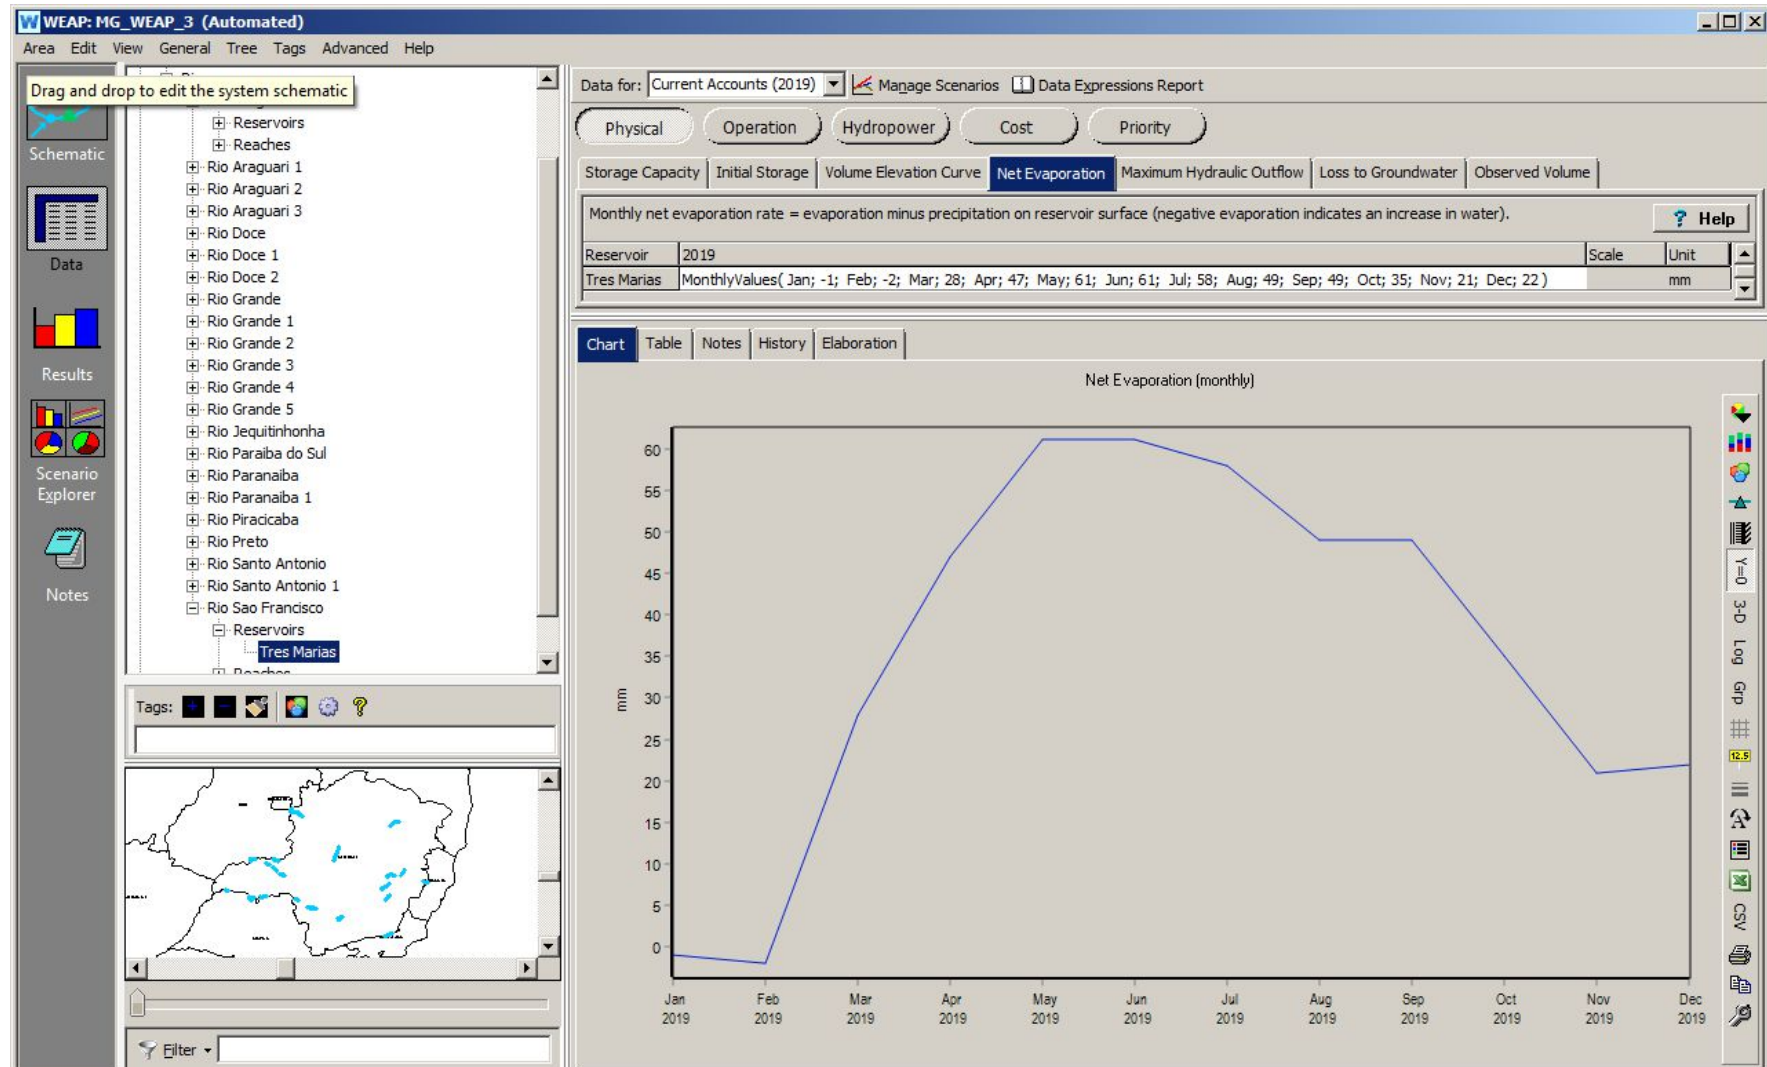 WEAP: MG_WEAP_3 (Automated)
Area Edit View General Tree Tags Advanced Help
Drag and drop to edit the system schematic
Schematic
Data
Results
Scenario
Explorer
Notes
Reservoirs
Reaches
Rio Araguari 1
Rio Araguari 2
Rio Araguari 3
Rio Doce
Rio Doce 1
Rio Doce 2
Rio Grande
Rio Grande 1
Rio Grande 2
Rio Grande 3
Rio Grande 4
Rio Grande 5
Rio Jequitinhonha
Rio Paraiba do Sul
Rio Paranaiba
Rio Paranaiba 1
Rio Piracicaba
Rio Preto
Rio Santo Antonio
Rio Santo Antonio 1
Rio Sao Francisco
Reservoirs
Tres Marias
Reaches
Tags:
Filter
Data for: Current Accounts (2019) Manage Scenarios Data Expressions Report
Physical Operation Hydropower Cost Priority
Storage Capacity Initial Storage Volume Elevation Curve Net Evaporation Maximum Hydraulic Outflow Loss to Groundwater Observed Volume
Monthly net evaporation rate = evaporation minus precipitation on reservoir surface (negative evaporation indicates an increase in water).
? Help
Reservoir 2019 Scale Unit
Tres Marias MonthlyValues( Jan; -1; Feb; -2; Mar; 28; Apr; 47; May; 61; Jun; 61; Jul; 58; Aug; 49; Sep; 49; Oct; 35; Nov; 21; Dec; 22 ) mm
Chart Table Notes History Elaboration
Net Evaporation (monthly)
60
55
50
45
40
35
30
25
20
15
10
5
0
mm
Jan Feb Mar Apr May Jun Jul Aug Sep Oct Nov Dec
2019 2019 2019 2019 2019 2019 2019 2019 2019 2019 2019 2019
Y=0
3-D
Log
Grp
12.5
A
CSV